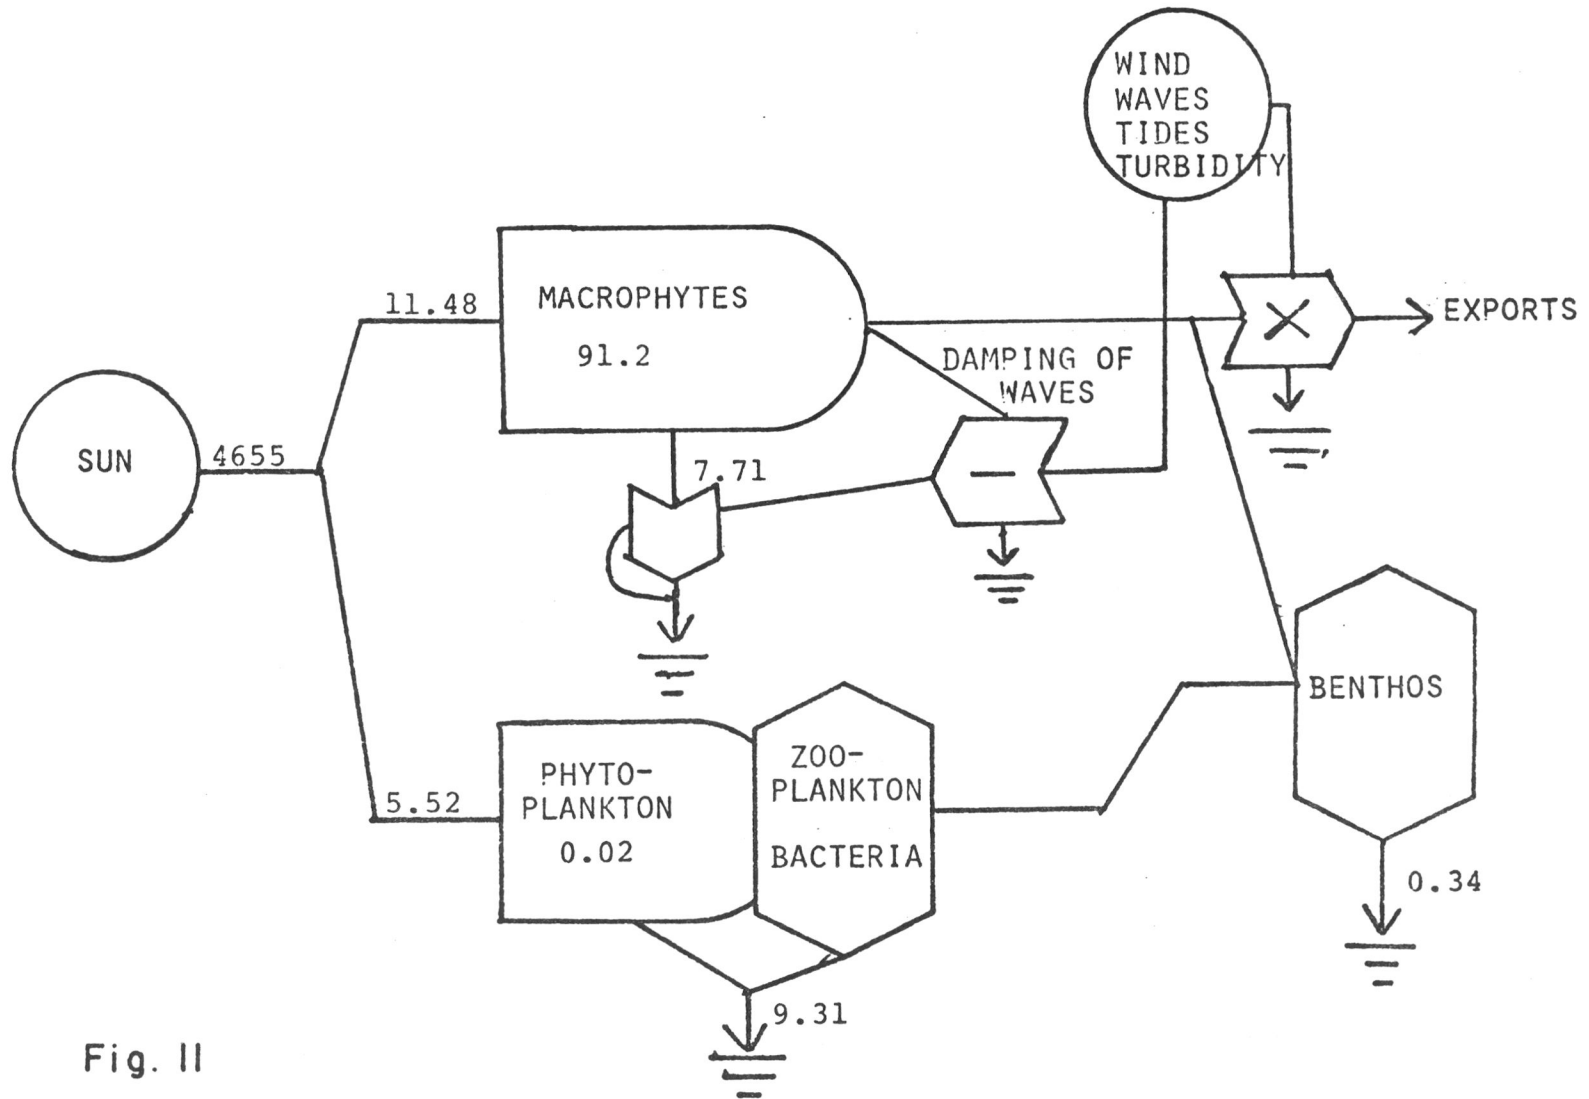 WIND
WAVES
TIDES
TURBIDITY
11.48
MACROPHYTES
91.2
EXPORTS
DAMPING OF
WAVES
SUN
4655
7.71
BENTHOS
PHYTO-
PLANKTON
0.02
5.52
ZOO-
PLANKTON
BACTERIA
0.34
9.31
Fig. II